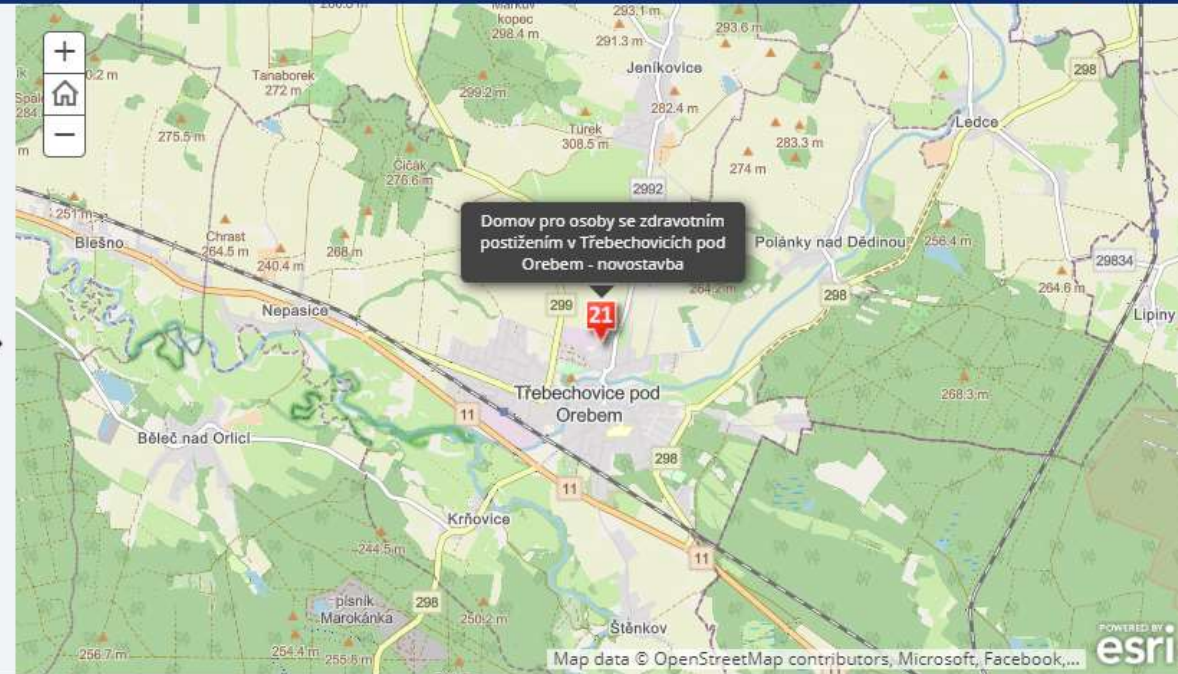 Markův
kopec
298.4 m
293.1 m
293.6 m
291.3 m
0.2 m
Tanaborek
272 m
Jeníkovice
298
299.2 m
282.4 m
284
m
275.5 m
Turek
308.5 m
Ledce
283.3 m
Číčák
276.6 m
274 m
2992
251 m
Domov pro osoby se zdravotním
postižením v Třebechovicích pod
Orebem - novostavba
Blešno
Chrast
264.5 m
268 m
240.4 m
Polánky nad Dědinou
256.4 m
29834
264.6 m
298
Nepasice
299
21
Lipiny
Třebechovice pod
Orebem
268.3 m
11
Běleč nad Orlicí
298
11
Krňovice
244.5 m
11
písník
Marokánka
298
250.2 m
Štěnkov
256.7 m
254.4 m
255.8 m
11
Map data © OpenStreetMap contributors, Microsoft, Facebook,...
POWERED BY
esri